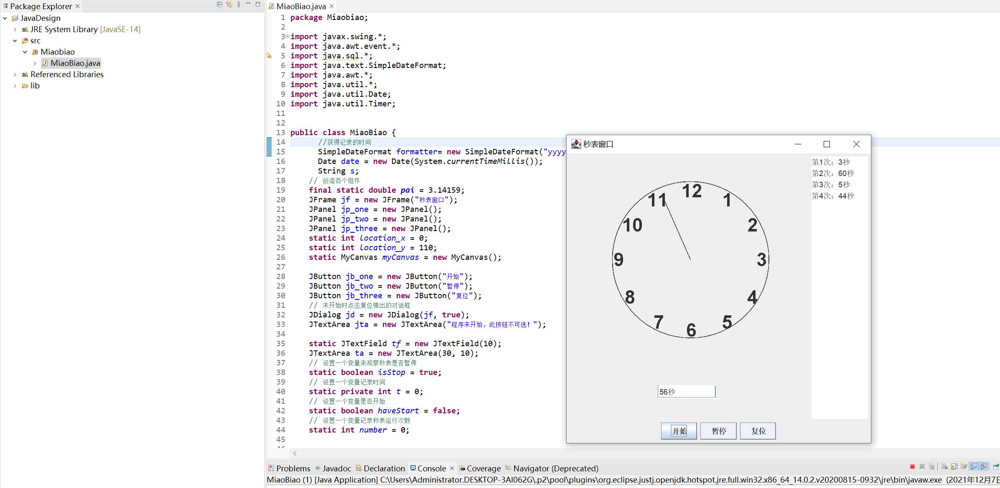 Package Explorer
JavaDesign
JRE System Library [JavaSE-14]
src
Miaobiao
MiaoBiao.java
Referenced Libraries
lib
MiaoBiao.java
1 package Miaobiao;
2
3 import javax.swing.*;
4 import java.awt.event.*;
5 import java.sql.*;
6 import java.text.SimpleDateFormat;
7 import java.awt.*;
8 import java.util.*;
9 import java.util.Date;
10 import java.util.Timer;
11
12
13 public class MiaoBiao {
14 //获得记录的时间
15 SimpleDateFormat formatter= new SimpleDateFormat("yyyy
16 Date date = new Date(System.currentTimeMillis());
17 String s;
18 // 创造各个组件
19 final static double pai = 3.14159;
20 JFrame jf = new JFrame("秒表窗口");
21 JPanel jp_one = new JPanel();
22 JPanel jp_two = new JPanel();
23 JPanel jp_three = new JPanel();
24 static int location_x = 0;
25 static int location_y = 110;
26 static MyCanvas myCanvas = new MyCanvas();
27
28 JButton jb_one = new JButton("开始");
29 JButton jb_two = new JButton("暂停");
30 JButton jb_three = new JButton("复位");
31 // 未开始时点击复位弹出的对话框
32 JDialog jd = new JDialog(jf, true);
33 JTextArea jta = new JTextArea("程序未开始，此按钮不可选！");
34
35 static JTextField tf = new JTextField(10);
36 JTextArea ta = new JTextArea(30, 10);
37 // 设置一个变量来观察秒表是否暂停
38 static boolean isStop = true;
39 // 设置一个变量记录时间
40 static private int t = 0;
41 // 设置一个变量是否开始
42 static boolean haveStart = false;
43 // 设置一个变量记录秒表运行次数
44 static int number = 0;
45
秒表窗口
第1次：3秒
第2次：60秒
第3次：5秒
第4次：44秒
12
11 1
10 2
9 3
8 4
7 5
6
56秒
开始 暂停 复位
Problems Javadoc Declaration Console Coverage Navigator (Deprecated)
MiaoBiao (1) [Java Application] C:\Users\Administrator.DESKTOP-3AI062G\.p2\pool\plugins\org.eclipse.justj.openjdk.hotspot.jre.full.win32.x86_64_14.0.2.v20200815-0932\jre\bin\javaw.exe (2021年12月7日